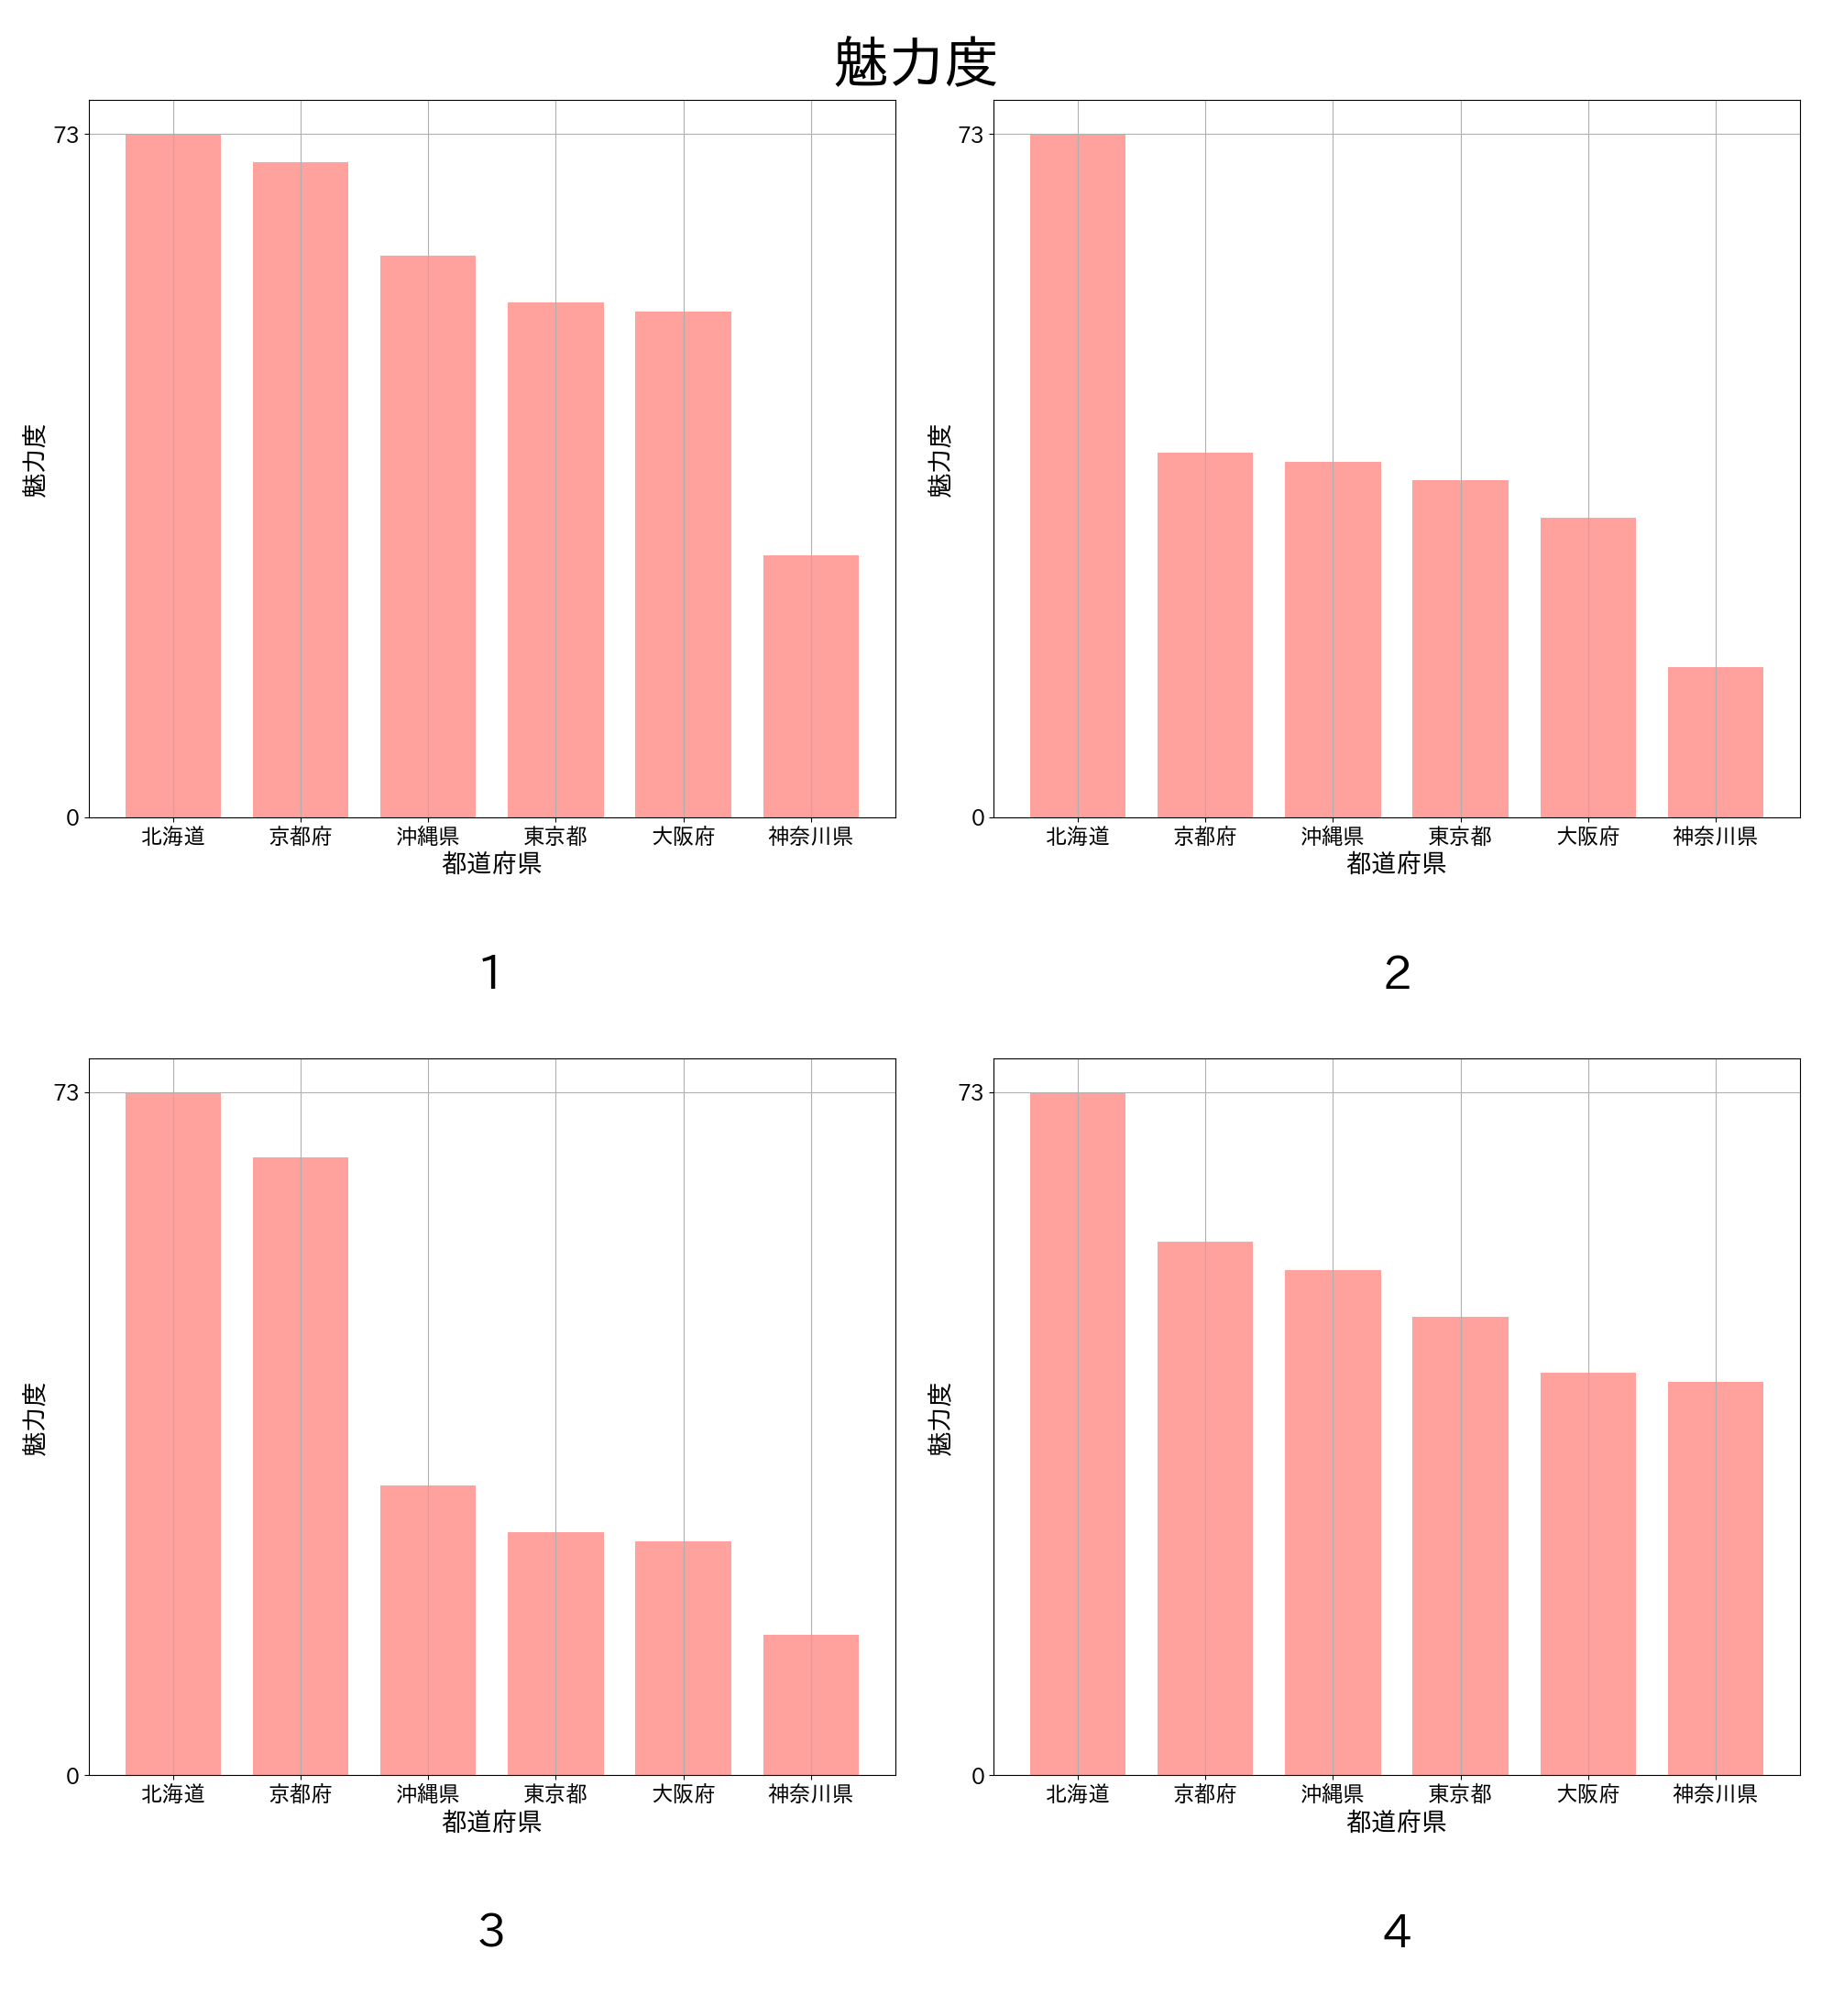 魅力度
73
0
魅力度
北海道 京都府 沖縄県 東京都 大阪府 神奈川県
都道府県
1
73
0
魅力度
北海道 京都府 沖縄県 東京都 大阪府 神奈川県
都道府県
2
73
0
魅力度
北海道 京都府 沖縄県 東京都 大阪府 神奈川県
都道府県
3
73
0
魅力度
北海道 京都府 沖縄県 東京都 大阪府 神奈川県
都道府県
4